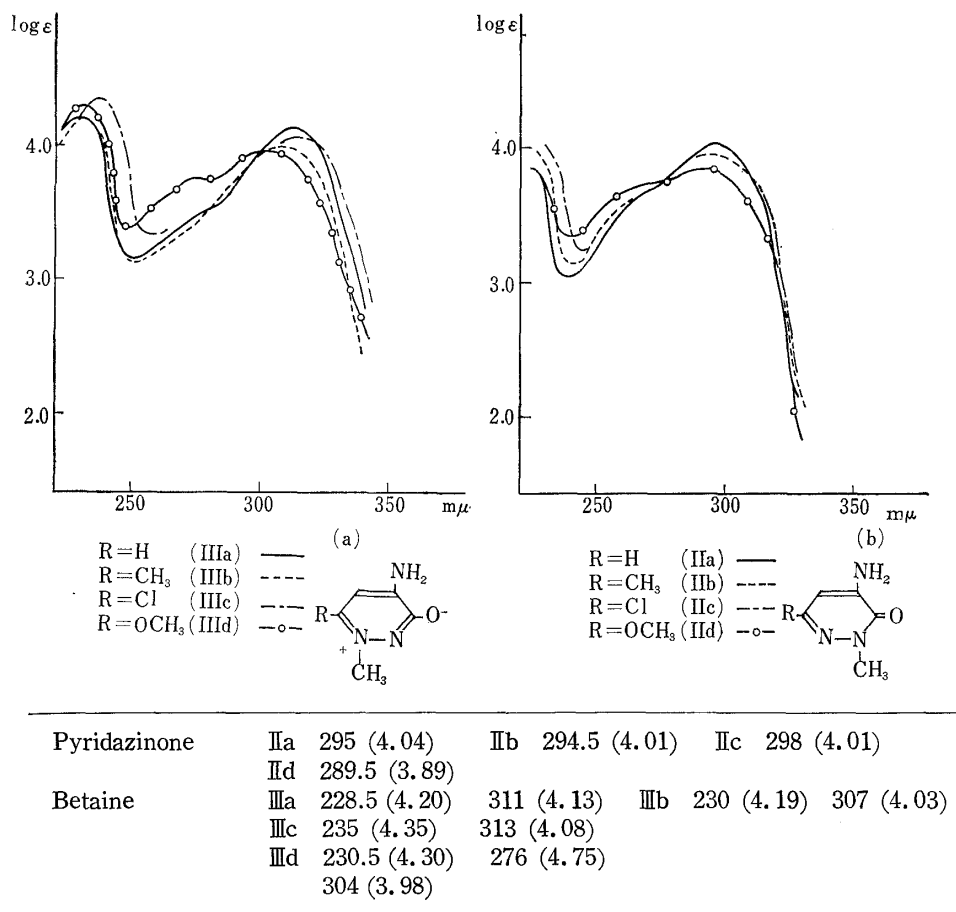 log ε
4.0
3.0
2.0
250 300 350 mμ
(a)
R=H (IIIa)
R=CH₃ (IIIb)
R=Cl (IIIc)
R=OCH₃ (IIId)
NH₂
R
O⁻
N
N
+
CH₃
log ε
4.0
3.0
2.0
250 300 350 mμ
(b)
R=H (IIa)
R=CH₃ (IIb)
R=Cl (IIc)
R=OCH₃ (IId)
NH₂
R
O
N
N
CH₃
Pyridazinone IIa 295 (4.04) IIb 294.5 (4.01) IIc 298 (4.01)
IId 289.5 (3.89)
Betaine IIIa 228.5 (4.20) 311 (4.13) IIIb 230 (4.19) 307 (4.03)
IIIc 235 (4.35) 313 (4.08)
IIId 230.5 (4.30) 276 (4.75)
304 (3.98)